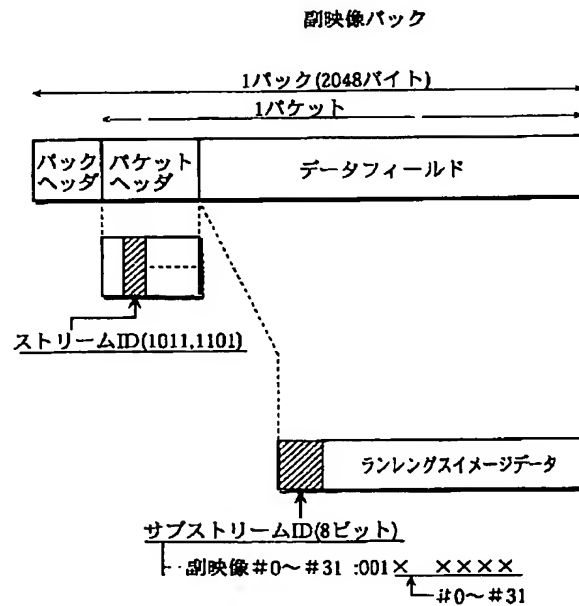 副映像パック
1パック(2048バイト)
1パケット
パックヘッダ
パケットヘッダ
データフィールド
ストリームID(1011,1101)
ランレングスイメージデータ
サブストリームID(8ビット)
副映像#0～#31 :001× ××××
#0～#31